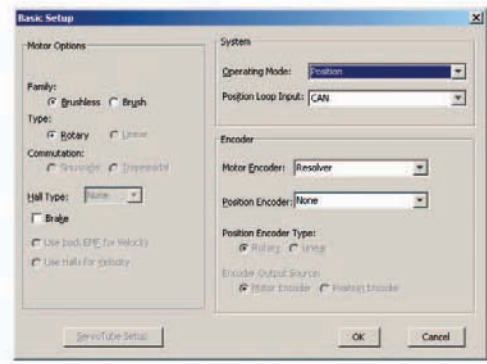 Basic Setup
Motor Options
Family:
Brushless Brush
Type:
Rotary Linear
Commutation:
Sinusoidal Trapezoidal
Hall Type: None
Brake
Use back EMF for Velocity
Use Halls for Velocity
ServoTube Setup
System
Operating Mode: Position
Position Loop Input: CAN
Encoder
Motor Encoder: Resolver
Position Encoder: None
Position Encoder Type:
Rotary Linear
Encoder Output Source:
Motor Encoder Position Encoder
OK Cancel